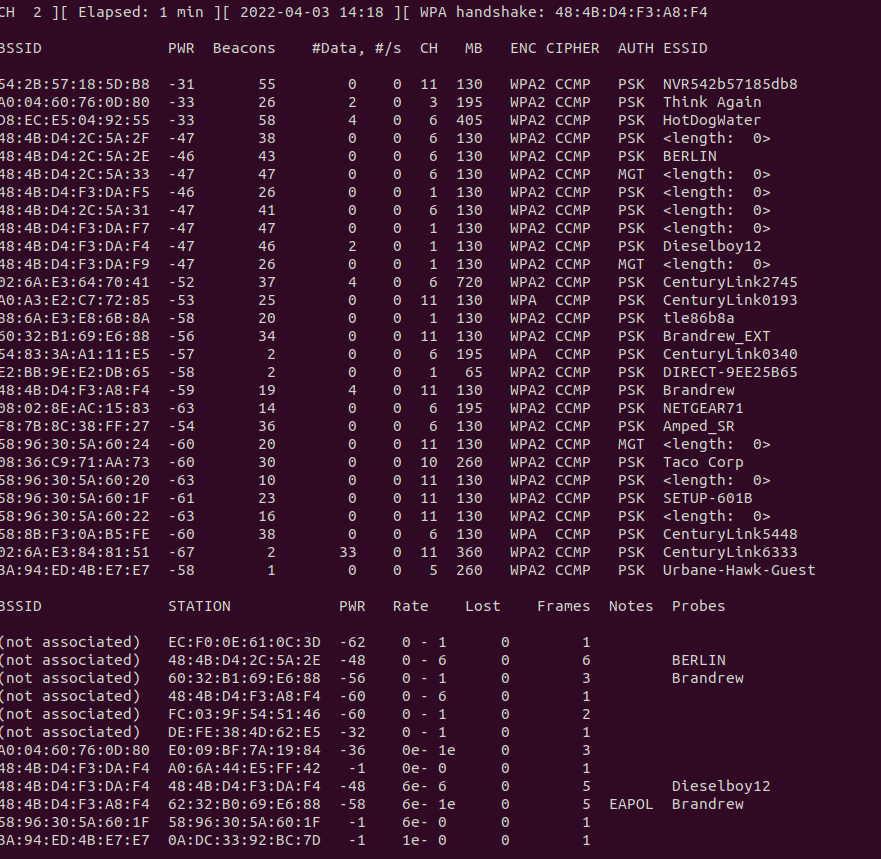 CH  2 ][ Elapsed: 1 min ][ 2022-04-03 14:18 ][ WPA handshake: 48:4B:D4:F3:A8:F4
BSSID              PWR  Beacons    #Data, #/s  CH   MB   ENC CIPHER  AUTH ESSID
54:2B:57:18:5D:B8  -31       55        0    0  11  130   WPA2 CCMP   PSK  NVR542b57185db8
A0:04:60:76:0D:80  -33       26        2    0   3  195   WPA2 CCMP   PSK  Think Again
D8:EC:E5:04:92:55  -33       58        4    0   6  405   WPA2 CCMP   PSK  HotDogWater
48:4B:D4:2C:5A:2F  -47       38        0    0   6  130   WPA2 CCMP   PSK  <length:  0>
48:4B:D4:2C:5A:2E  -46       43        0    0   6  130   WPA2 CCMP   PSK  BERLIN
48:4B:D4:2C:5A:33  -47       47        0    0   6  130   WPA2 CCMP   MGT  <length:  0>
48:4B:D4:F3:DA:F5  -46       26        0    0   1  130   WPA2 CCMP   PSK  <length:  0>
48:4B:D4:2C:5A:31  -47       41        0    0   6  130   WPA2 CCMP   PSK  <length:  0>
48:4B:D4:F3:DA:F7  -47       47        0    0   1  130   WPA2 CCMP   PSK  <length:  0>
48:4B:D4:F3:DA:F4  -47       46        2    0   1  130   WPA2 CCMP   PSK  Dieselboy12
48:4B:D4:F3:DA:F9  -47       26        0    0   1  130   WPA2 CCMP   MGT  <length:  0>
02:6A:E3:64:70:41  -52       37        4    0   6  720   WPA2 CCMP   PSK  CenturyLink2745
A0:A3:E2:C7:72:85  -53       25        0    0  11  130   WPA  CCMP   PSK  CenturyLink0193
88:6A:E3:E8:6B:8A  -58       20        0    0   1  130   WPA2 CCMP   PSK  tle86b8a
60:32:B1:69:E6:88  -56       34        0    0  11  130   WPA2 CCMP   PSK  Brandrew_EXT
54:83:3A:A1:11:E5  -57        2        0    0   6  195   WPA  CCMP   PSK  CenturyLink0340
E2:BB:9E:E2:DB:65  -58        2        0    0   1   65   WPA2 CCMP   PSK  DIRECT-9EE25B65
48:4B:D4:F3:A8:F4  -59       19        4    0  11  130   WPA2 CCMP   PSK  Brandrew
08:02:8E:AC:15:83  -63       14        0    0   6  195   WPA2 CCMP   PSK  NETGEAR71
F8:7B:8C:38:FF:27  -54       36        0    0   6  130   WPA2 CCMP   PSK  Amped_SR
58:96:30:5A:60:24  -60       20        0    0  11  130   WPA2 CCMP   MGT  <length:  0>
08:36:C9:71:AA:73  -60       30        0    0  10  260   WPA2 CCMP   PSK  Taco Corp
58:96:30:5A:60:20  -63       10        0    0  11  130   WPA2 CCMP   PSK  <length:  0>
58:96:30:5A:60:1F  -61       23        0    0  11  130   WPA2 CCMP   PSK  SETUP-601B
58:96:30:5A:60:22  -63       16        0    0  11  130   WPA2 CCMP   PSK  <length:  0>
58:8B:F3:0A:B5:FE  -60       38        0    0   6  130   WPA  CCMP   PSK  CenturyLink5448
02:6A:E3:84:81:51  -67        2       33    0  11  360   WPA2 CCMP   PSK  CenturyLink6333
3A:94:ED:4B:E7:E7  -58        1        0    0   5  260   WPA2 CCMP   PSK  Urbane-Hawk-Guest
BSSID              STATION            PWR   Rate    Lost    Frames  Notes  Probes
(not associated)   EC:F0:0E:61:0C:3D  -62    0 - 1      0        1
(not associated)   48:4B:D4:2C:5A:2E  -48    0 - 6      0        6         BERLIN
(not associated)   60:32:B1:69:E6:88  -56    0 - 1      0        3         Brandrew
(not associated)   48:4B:D4:F3:A8:F4  -60    0 - 6      0        1
(not associated)   FC:03:9F:54:51:46  -60    0 - 1      0        2
(not associated)   DE:FE:38:4D:62:E5  -32    0 - 1      0        1
A0:04:60:76:0D:80  E0:09:BF:7A:19:84  -36    0e- 1e     0        3
48:4B:D4:F3:DA:F4  A0:6A:44:E5:FF:42   -1    0e- 0      0        1
48:4B:D4:F3:DA:F4  48:4B:D4:F3:DA:F4  -48    6e- 6      0        5         Dieselboy12
48:4B:D4:F3:A8:F4  62:32:B0:69:E6:88  -58    6e- 1e     0        5  EAPOL  Brandrew
58:96:30:5A:60:1F  58:96:30:5A:60:1F   -1    6e- 0      0        1
3A:94:ED:4B:E7:E7  0A:DC:33:92:BC:7D   -1    1e- 0      0        1